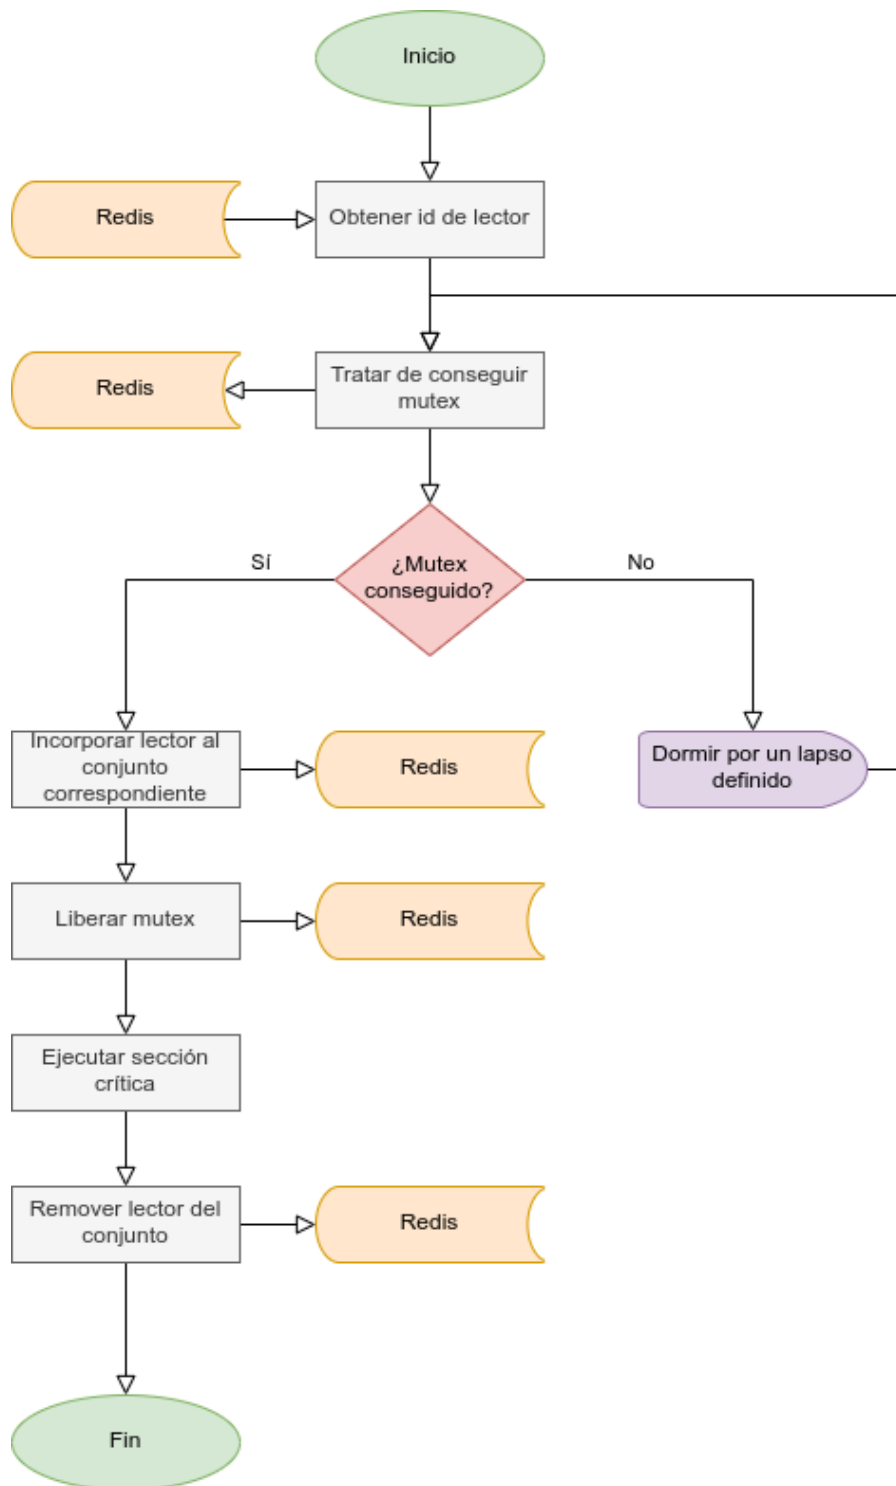 Inicio
Redis
Obtener id de lector
Redis
Tratar de conseguir
mutex
¿Mutex
conseguido?
Sí
No
Incorporar lector al
conjunto
correspondiente
Redis
Dormir por un lapso
definido
Liberar mutex
Redis
Ejecutar sección
crítica
Remover lector del
conjunto
Redis
Fin